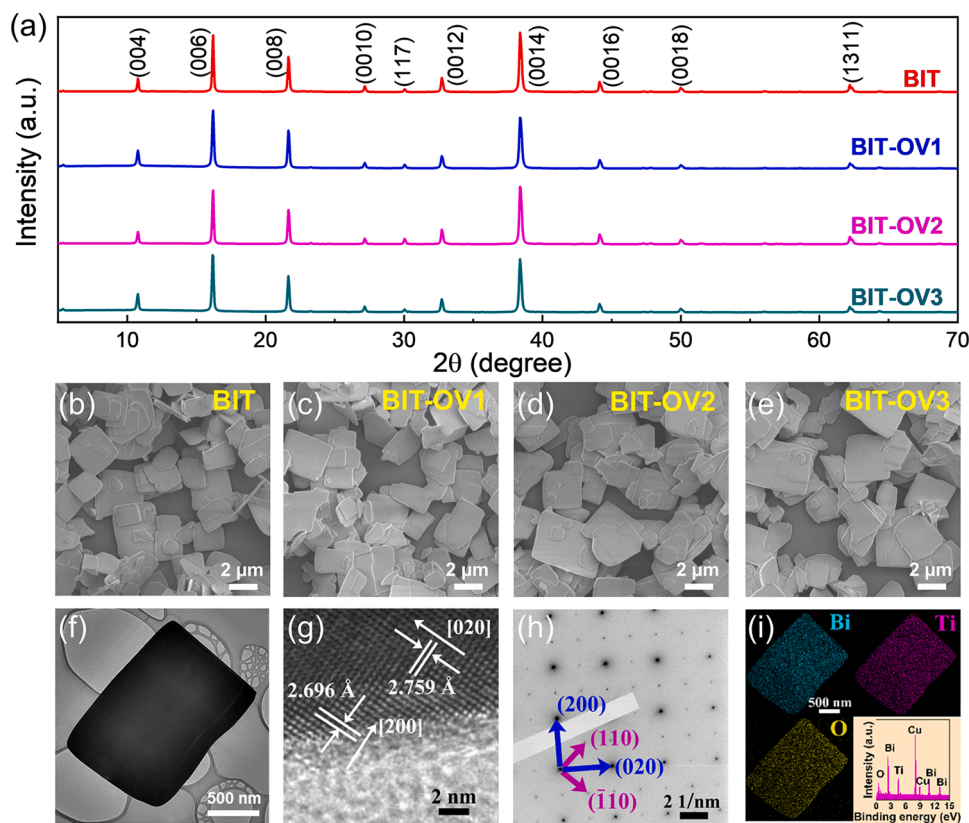 (a)
Intensity (a.u.)
(004)
(006)
(008)
(0010)
(117)
(0012)
(0014)
(0016)
(0018)
(1311)
BIT
BIT-OV1
BIT-OV2
BIT-OV3
10 20 30 40 50 60 70
2θ (degree)
(b) BIT
2 μm
(c) BIT-OV1
2 μm
(d) BIT-OV2
2 μm
(e) BIT-OV3
2 μm
(f)
500 nm
(g)
[020]
2.696 Å
2.759 Å
[200]
2 nm
(h)
(200)
(110)
(020)
(1̄10)
2 1/nm
(i)
Bi
Ti
500 nm
O
Intensity (a.u.)
O
Bi
Ti
Cu
Cu
Bi
Bi
0 3 6 9 12 15
Binding energy (eV)